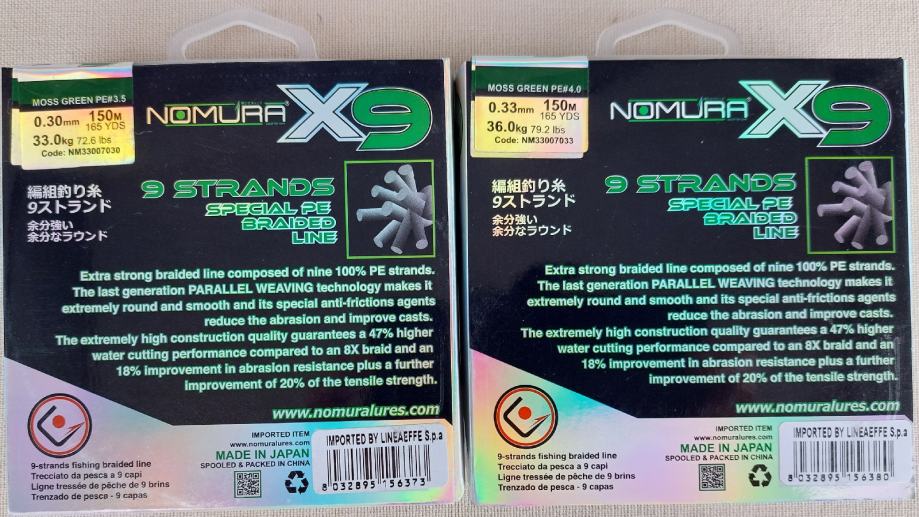 MOSS GREEN PE#3.5
0.30mm 150M
165 YDS
33.0kg 72.6 lbs
Code: NM33007030
NOMURA X9
編組釣り糸
9ストランド
余分強い
余分なラウンド
9 STRANDS
SPECIAL PE
BRAIDED
LINE
Extra strong braided line composed of nine 100% PE strands.
The last generation PARALLEL WEAVING technology makes it
extremely round and smooth and its special anti-frictions agents
reduce the abrasion and improve casts.
The extremely high construction quality guarantees a 47% higher
water cutting performance compared to an 8X braid and an
18% improvement in abrasion resistance plus a further
improvement of 20% of the tensile strength.
www.nomuralures.com
9-strands fishing braided line
Trecciato da pesca a 9 capi
Ligne tressée de pêche de 9 brins
Trenzado de pesca - 9 capas
IMPORTED ITEM
www.nomuralures.com
MADE IN JAPAN
SPOOLED & PACKED IN CHINA
IMPORTED BY LINEAEFFE S.p.a
8 032895 156373
MOSS GREEN PE#4.0
0.33mm 150M
165 YDS
36.0kg 79.2 lbs
Code: NM33007033
NOMURA X9
編組釣り糸
9ストランド
余分強い
余分なラウンド
9 STRANDS
SPECIAL PE
BRAIDED
LINE
Extra strong braided line composed of nine 100% PE strands.
The last generation PARALLEL WEAVING technology makes it
extremely round and smooth and its special anti-frictions agents
reduce the abrasion and improve casts.
The extremely high construction quality guarantees a 47% higher
water cutting performance compared to an 8X braid and an
18% improvement in abrasion resistance plus a further
improvement of 20% of the tensile strength.
www.nomuralures.com
9-strands fishing braided line
Trecciato da pesca a 9 capi
Ligne tressée de pêche de 9 brins
Trenzado de pesca - 9 capas
IMPORTED ITEM
www.nomuralures.com
MADE IN JAPAN
SPOOLED & PACKED IN CHINA
IMPORTED BY LINEAEFFE S.p.a
8 032895 156380